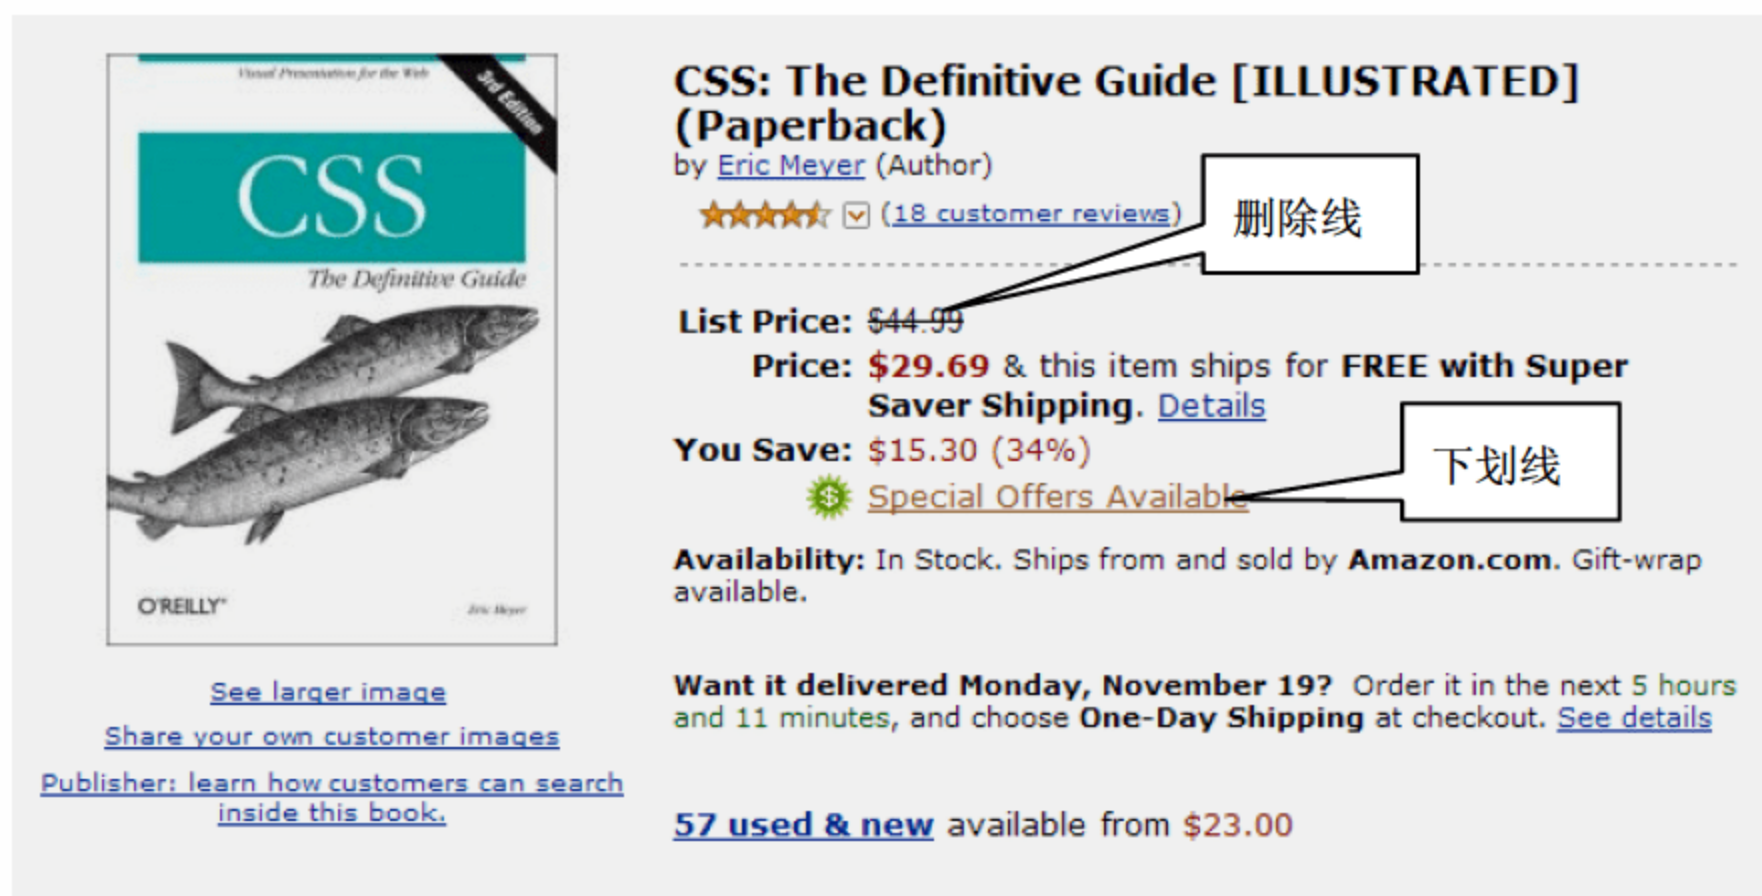 Visual Presentation for the Web
3rd Edition
CSS
The Definitive Guide
O'REILLY
Eric Meyer
See larger image
Share your own customer images
Publisher: learn how customers can search
inside this book.
CSS: The Definitive Guide [ILLUSTRATED]
(Paperback)
by Eric Meyer (Author)
(18 customer reviews)
删除线
List Price: $44.99
Price: $29.69 & this item ships for FREE with Super
Saver Shipping. Details
You Save: $15.30 (34%)
下划线
$ Special Offers Available
Availability: In Stock. Ships from and sold by Amazon.com. Gift-wrap
available.
Want it delivered Monday, November 19? Order it in the next 5 hours
and 11 minutes, and choose One-Day Shipping at checkout. See details
57 used & new available from $23.00